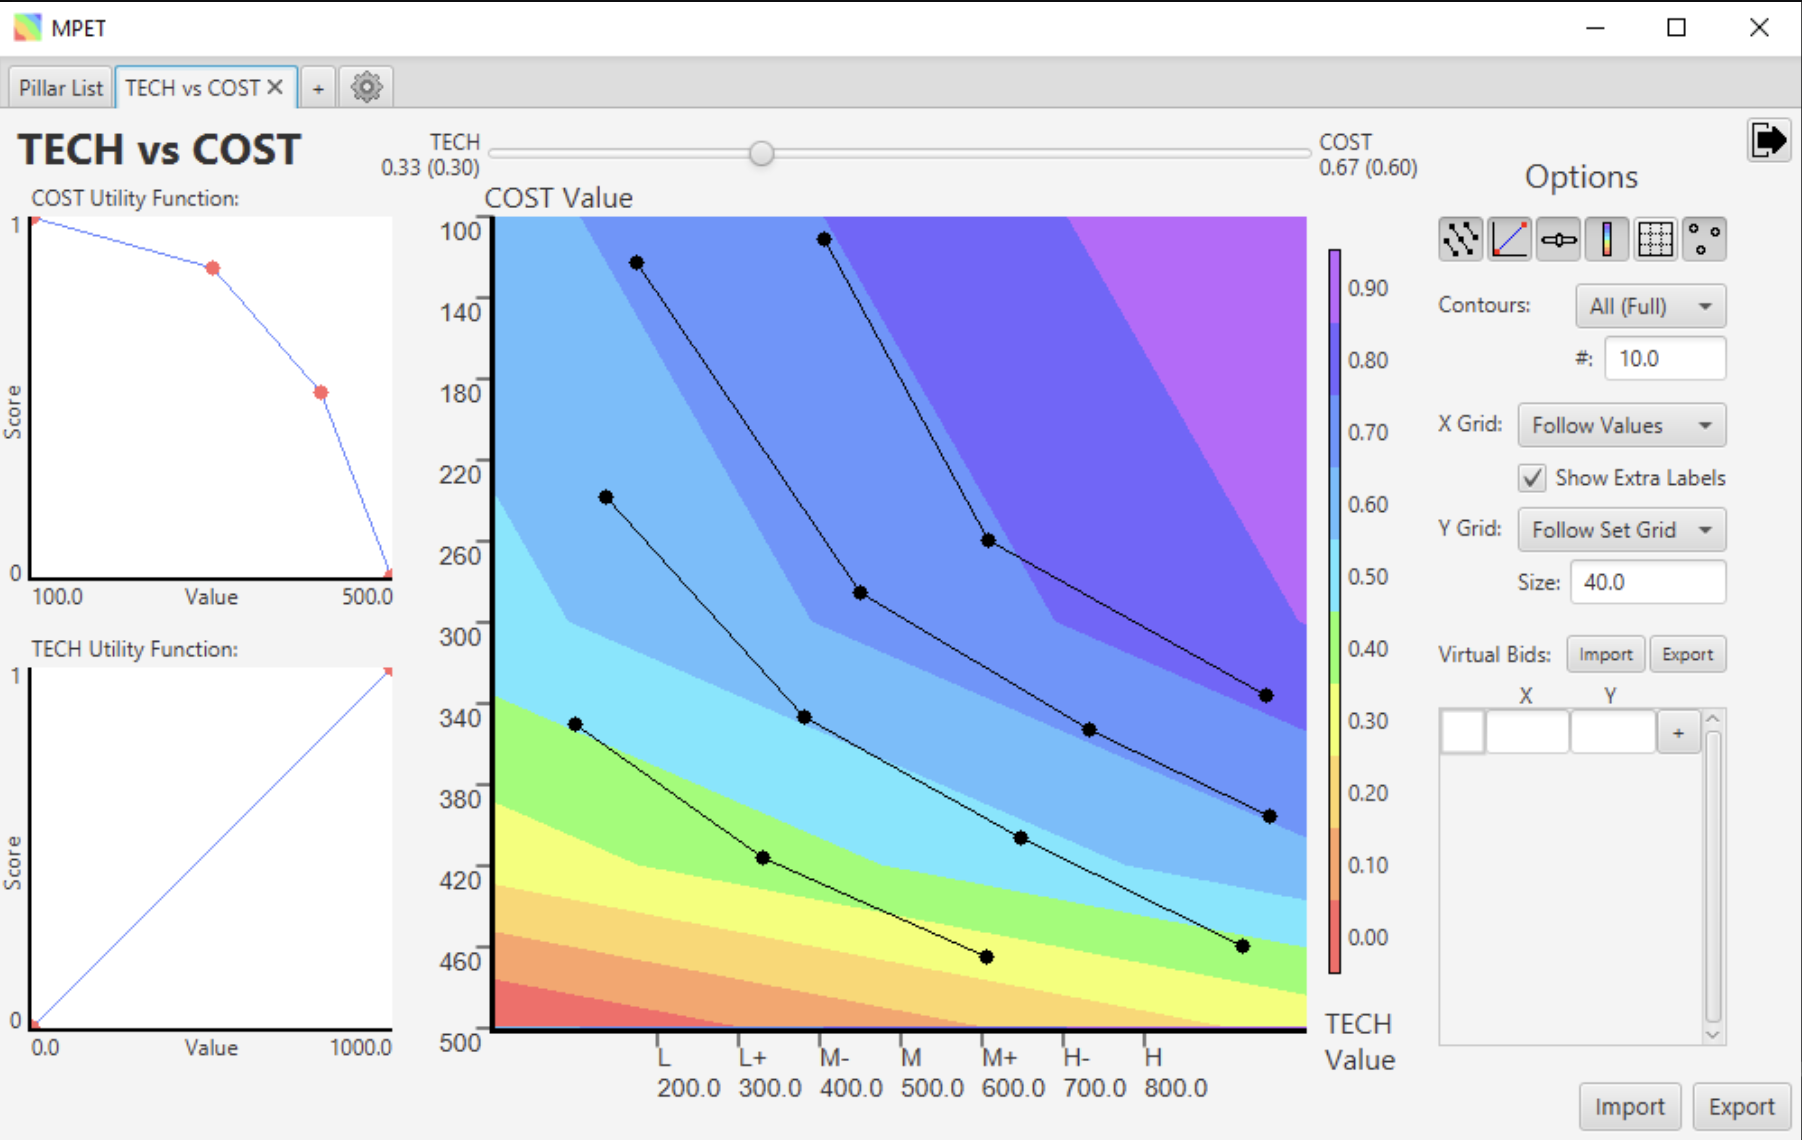 MPET
Pillar List
TECH vs COST
+
TECH vs COST
TECH
0.33 (0.30)
COST
0.67 (0.60)
COST Utility Function:
1
Score
0
100.0
Value
500.0
TECH Utility Function:
1
Score
0
0.0
Value
1000.0
COST Value
100
140
180
220
260
300
340
380
420
460
500
L
200.0
L+
300.0
M-
400.0
M
500.0
M+
600.0
H-
700.0
H
800.0
TECH
Value
0.90
0.80
0.70
0.60
0.50
0.40
0.30
0.20
0.10
0.00
Options
Contours: All (Full)
#: 10.0
X Grid: Follow Values
Show Extra Labels
Y Grid: Follow Set Grid
Size: 40.0
Virtual Bids: Import Export
X Y
+
Import Export